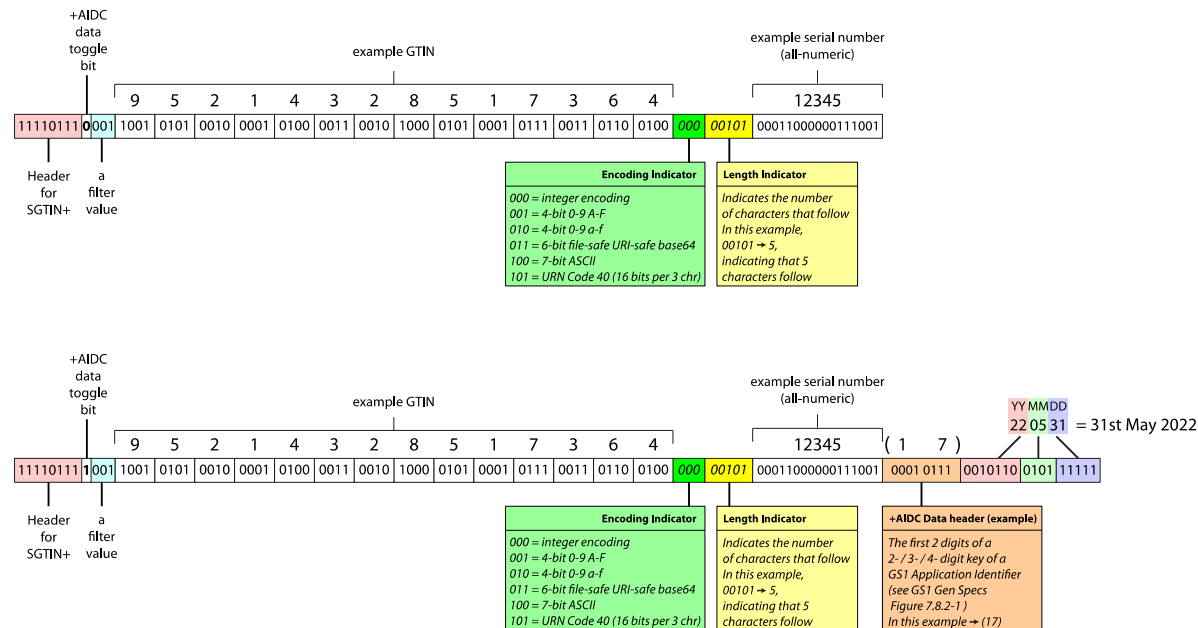 +AIDC
data
toggle
bit
example GTIN
example serial number
(all-numeric)
9 5 2 1 4 3 2 8 5 1 7 3 6 4 12345
11110111 0 001 1001 0101 0010 0001 0100 0011 0010 1000 0101 0001 0111 0011 0110 0100 000 00101 00011000000111001
Header
for
SGTIN+
a
filter
value
Encoding Indicator
000 = integer encoding
001 = 4-bit 0-9 A-F
010 = 4-bit 0-9 a-f
011 = 6-bit file-safe URI-safe base64
100 = 7-bit ASCII
101 = URN Code 40 (16 bits per 3 chr)
Length Indicator
Indicates the number
of characters that follow
In this example,
00101 → 5,
indicating that 5
characters follow
+AIDC
data
toggle
bit
example GTIN
example serial number
(all-numeric)
YY MM DD
22 05 31 = 31st May 2022
9 5 2 1 4 3 2 8 5 1 7 3 6 4 12345 ( 1 7 )
11110111 1 001 1001 0101 0010 0001 0100 0011 0010 1000 0101 0001 0111 0011 0110 0100 000 00101 00011000000111001 0001 0111 0010110 0101 11111
Header
for
SGTIN+
a
filter
value
Encoding Indicator
000 = integer encoding
001 = 4-bit 0-9 A-F
010 = 4-bit 0-9 a-f
011 = 6-bit file-safe URI-safe base64
100 = 7-bit ASCII
101 = URN Code 40 (16 bits per 3 chr)
Length Indicator
Indicates the number
of characters that follow
In this example,
00101 → 5,
indicating that 5
characters follow
+AIDC Data header (example)
The first 2 digits of a
2- / 3- / 4- digit key of a
GS1 Application Identifier
(see GS1 Gen Specs
Figure 7.8.2-1 )
In this example → (17)